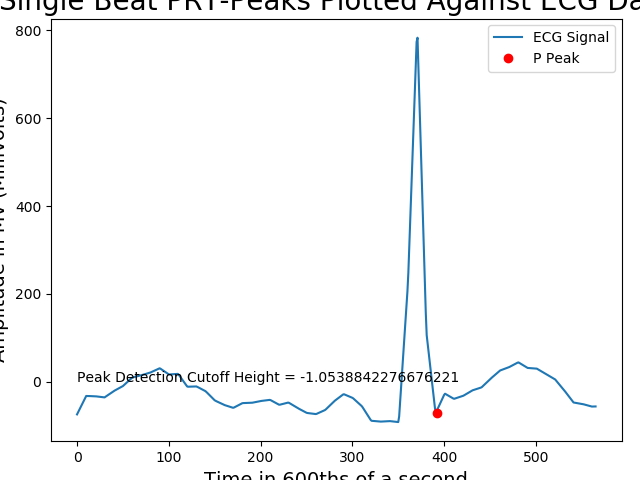 Single Beat PRT-Peaks Plotted Against ECG Da
800
600
400
200
0
Amplitude in MV (Millivolts)
ECG Signal
P Peak
Peak Detection Cutoff Height = -1.0538842276676221
0 100 200 300 400 500
Time in 600ths of a second